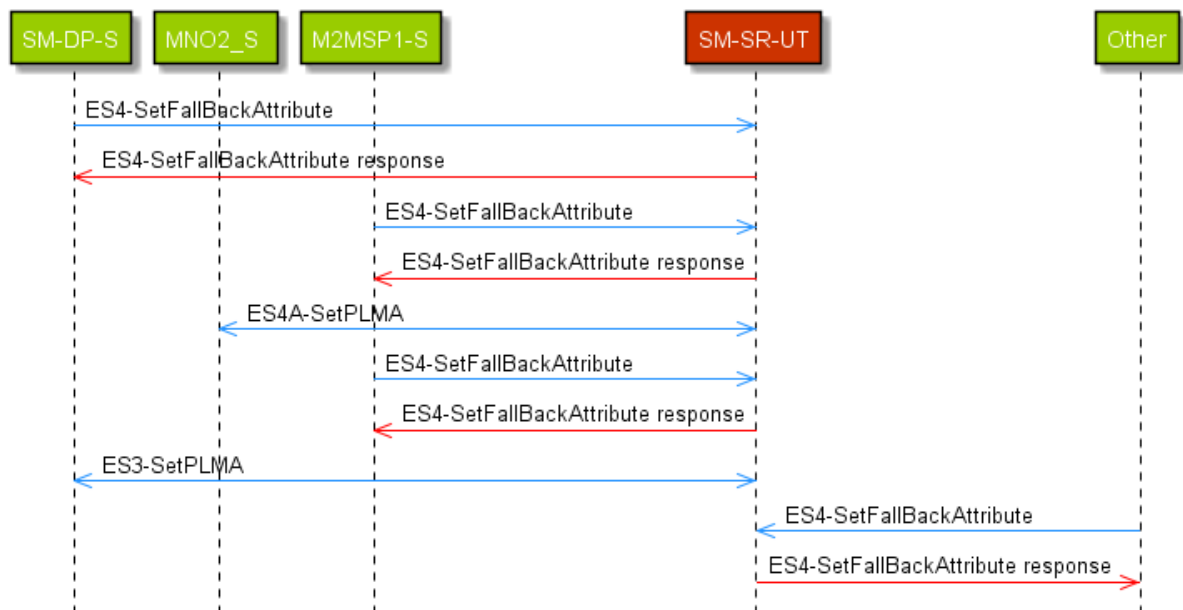 SM-DP-S
MNO2_S
M2MSP1-S
SM-SR-UT
Other
ES4-SetFallBackAttribute
ES4-SetFallBackAttribute response
ES4-SetFallBackAttribute
ES4-SetFallBackAttribute response
ES4A-SetPLMA
ES4-SetFallBackAttribute
ES4-SetFallBackAttribute response
ES3-SetPLMA
ES4-SetFallBackAttribute
ES4-SetFallBackAttribute response